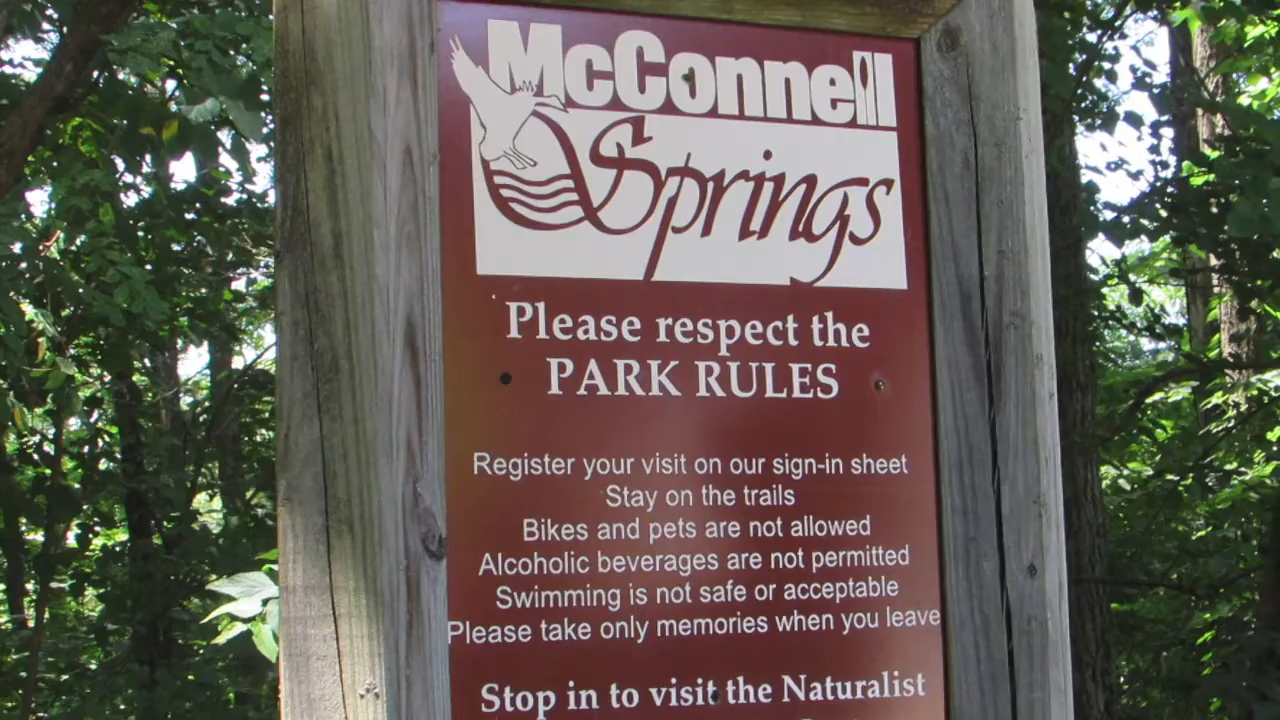 McConnell
Springs
Please respect the
PARK RULES
Register your visit on our sign-in sheet
Stay on the trails
Bikes and pets are not allowed
Alcoholic beverages are not permitted
Swimming is not safe or acceptable
Please take only memories when you leave
Stop in to visit the Naturalist